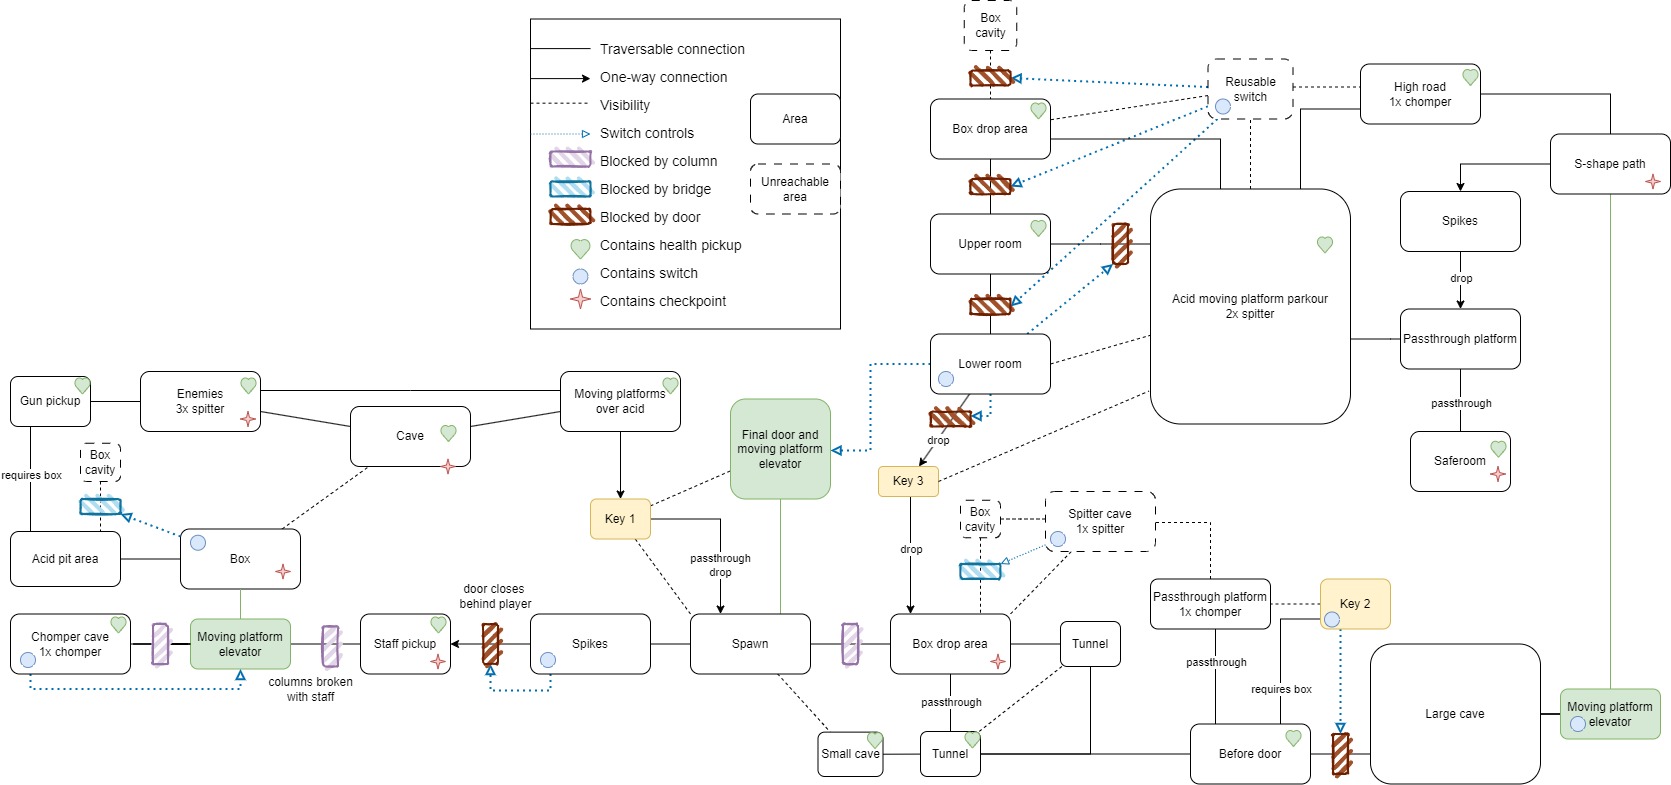 Box
cavity
Traversable connection
One-way connection
Visibility
Switch controls
Blocked by column
Blocked by bridge
Blocked by door
Contains health pickup
Contains switch
Contains checkpoint
Area
Unreachable
area
Reusable
switch
High road
1x chomper
Box drop area
S-shape path
Spikes
drop
Upper room
Acid moving platform parkour
2x spitter
Passthrough platform
passthrough
Saferoom
Lower room
drop
Key 3
drop
Gun pickup
Enemies
3x spitter
Moving platforms
over acid
Cave
Box
cavity
requires box
Acid pit area
Box
Final door and
moving platform
elevator
Key 1
passthrough
drop
Box
cavity
Spitter cave
1x spitter
Passthrough platform
1x chomper
Key 2
door closes
behind player
Chomper cave
1x chomper
Moving platform
elevator
Staff pickup
Spikes
Spawn
Box drop area
Tunnel
columns broken
with staff
passthrough
passthrough
requires box
Small cave
Tunnel
Before door
Large cave
Moving platform
elevator